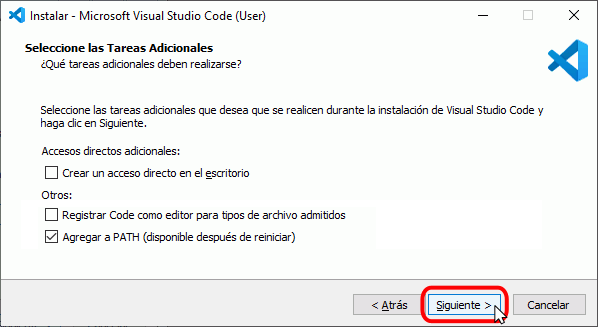 Instalar - Microsoft Visual Studio Code (User)
Seleccione las Tareas Adicionales
¿Qué tareas adicionales deben realizarse?
Seleccione las tareas adicionales que desea que se realicen durante la instalación de Visual Studio Code y
haga clic en Siguiente.
Accesos directos adicionales:
Crear un acceso directo en el escritorio
Otros:
Registrar Code como editor para tipos de archivo admitidos
Agregar a PATH (disponible después de reiniciar)
< Atrás
Siguiente >
Cancelar